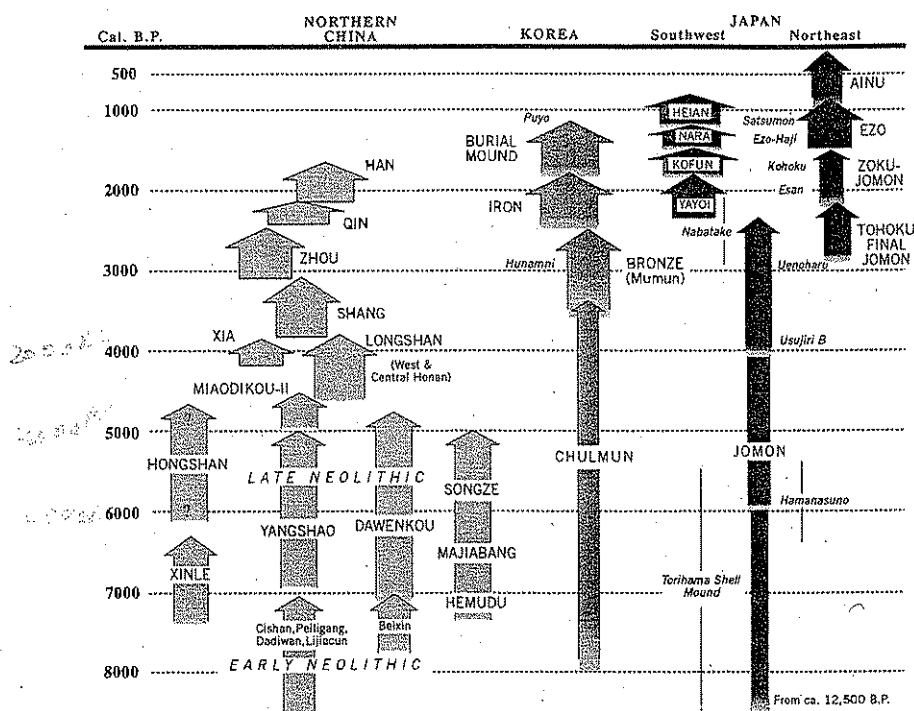 NORTHERN
CHINA
JAPAN
Cal. B.P.
KOREA
Southwest
Northeast
500
AINU
1000
Puyo
HEIAN
Satsumon
EZO
BURIAL
MOUND
NARA
Ezo-Haji
HAN
KOFUN
Kohoku
ZOKU-
JOMON
2000
Esan
IRON
YAYOI
QIN
Nabatake
TOHOKU
FINAL
JOMON
ZHOU
Hunamni
BRONZE
(Mumun)
Uenoharu
3000
SHANG
XIA
LONGSHAN
Usujiri B
4000
(West &
Central Honan)
MIAODIKOU-II
?
5000
HONGSHAN
CHULMUN
JOMON
LATE NEOLITHIC
SONGZE
Hamanasuno
?
6000
YANGSHAO
DAWENKOU
MAJIABANG
XINLE
Torihama Shell
Mound
7000
HEMUDU
Cishan, Peiligang,
Dadiwan, Lijiacun
Beixin
EARLY NEOLITHIC
8000
From ca. 12,500 B.P.